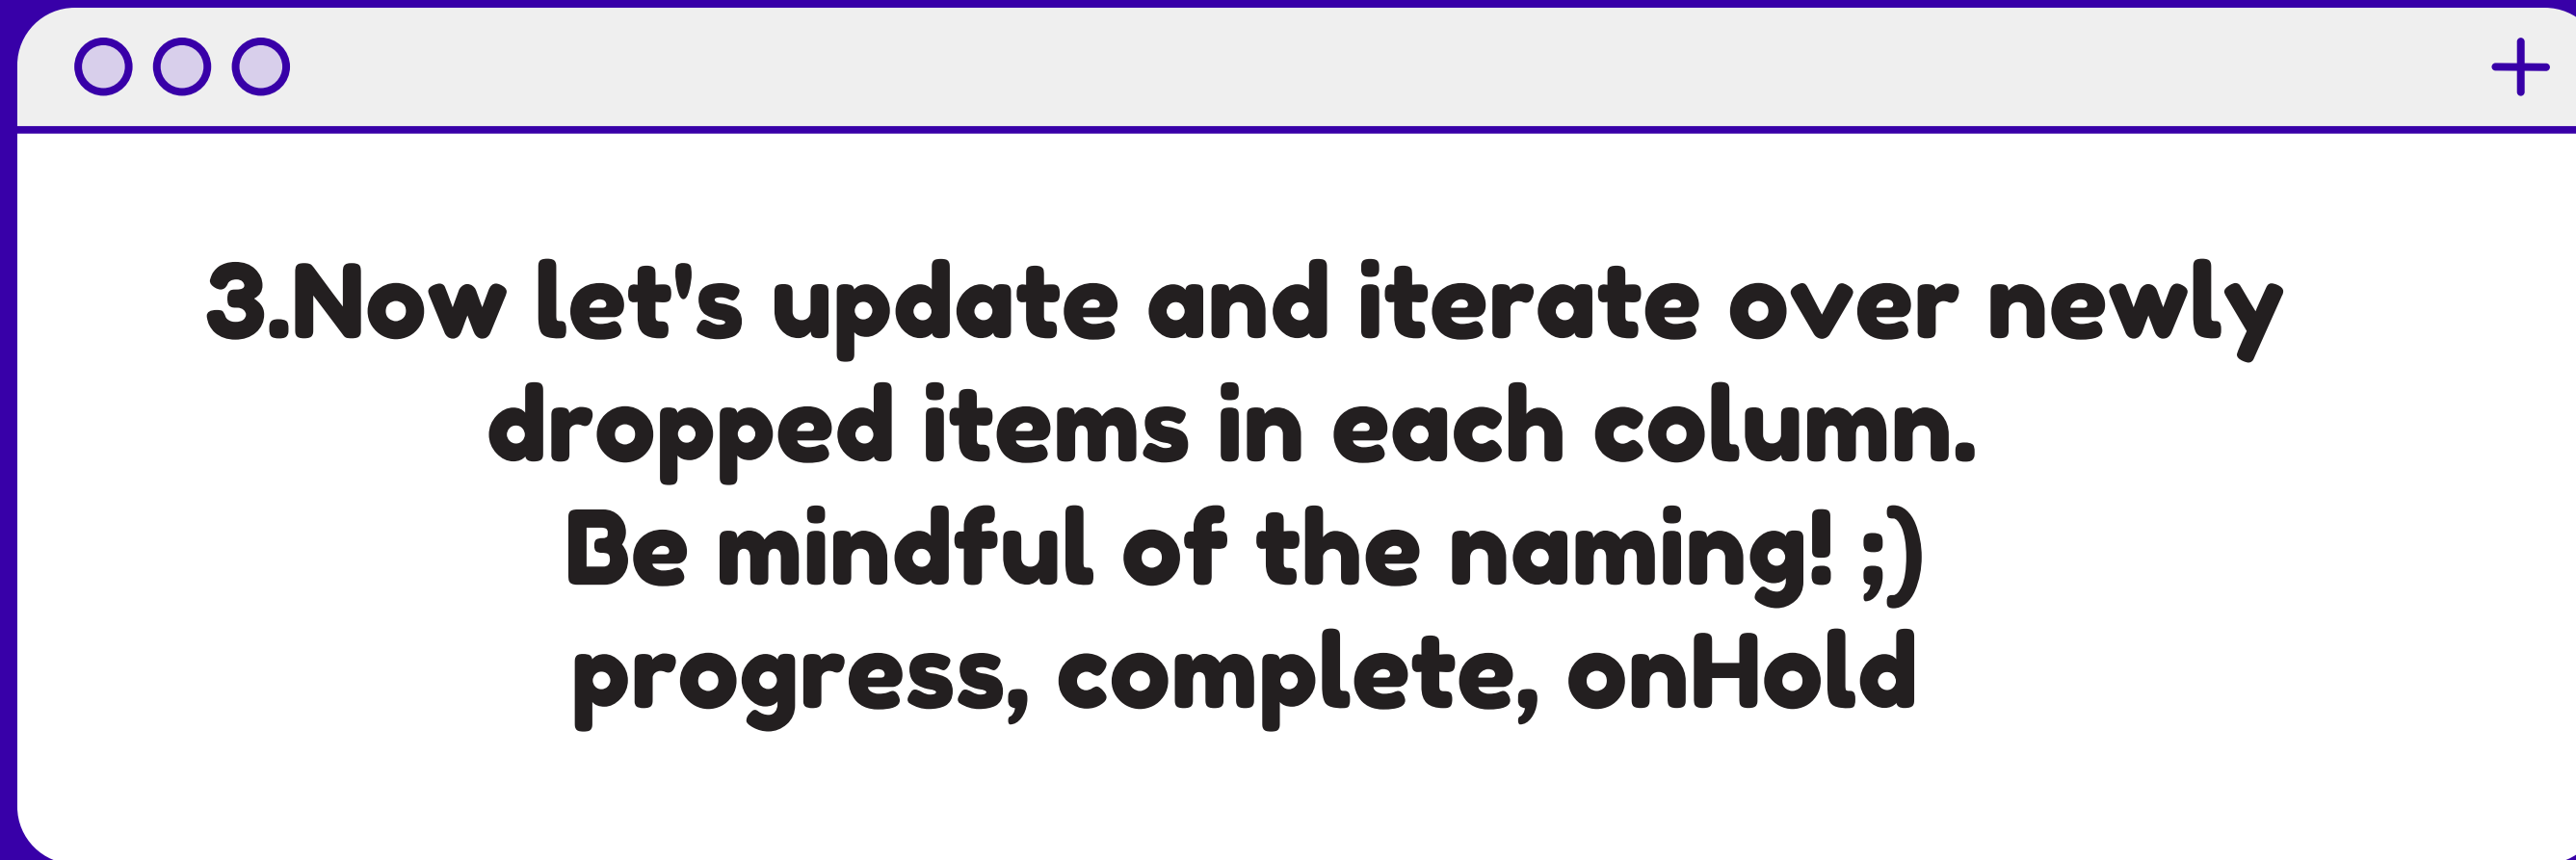 3.Now let's update and iterate over newly
dropped items in each column.
Be mindful of the naming! ;)
progress, complete, onHold